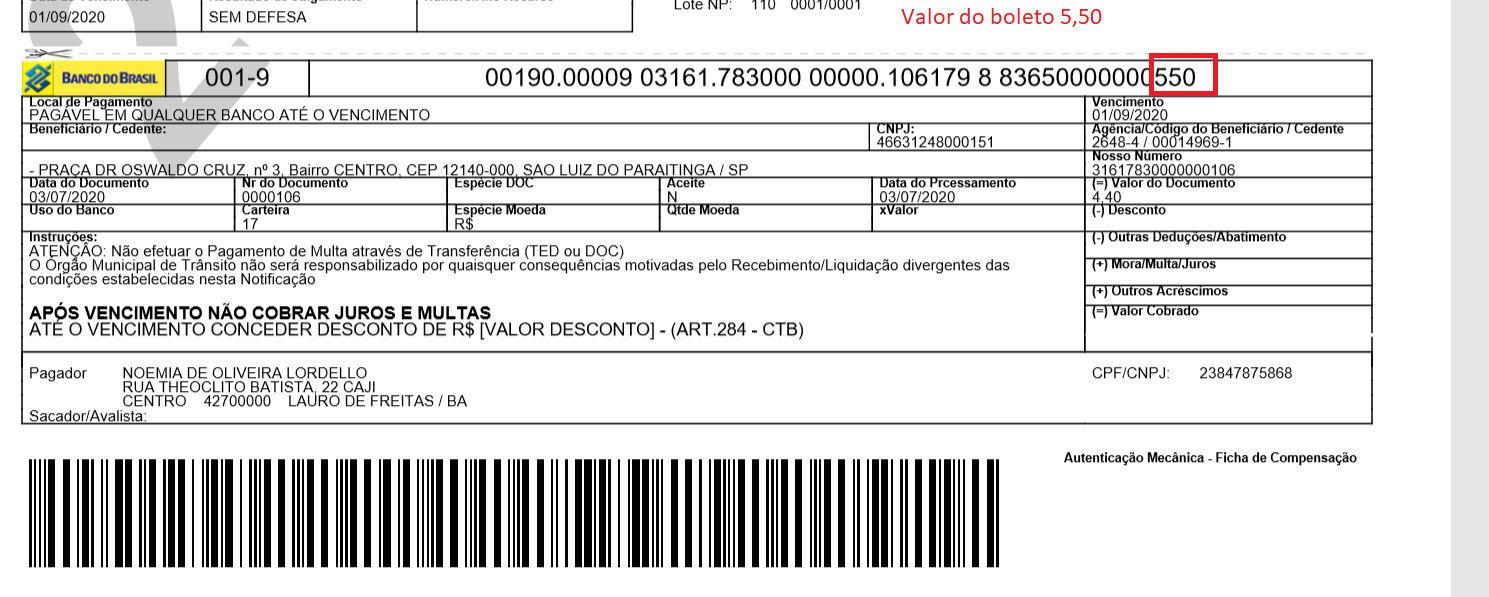 01/09/2020
SEM DEFESA
Lote NP: 110 0001/0001
Valor do boleto 5,50
BANCO DO BRASIL
001-9
00190.00009 03161.783000 00000.106179 8 83650000000550
Local de Pagamento
PAGÁVEL EM QUALQUER BANCO ATÉ O VENCIMENTO
Vencimento
01/09/2020
Beneficiário / Cedente:
CNPJ:
46631248000151
Agência/Código do Beneficiário / Cedente
2648-4 / 00014969-1
- PRACA DR OSWALDO CRUZ, nº 3, Bairro CENTRO, CEP 12140-000, SAO LUIZ DO PARAITINGA / SP
Nosso Número
31617830000000106
Data do Documento
03/07/2020
Nr do Documento
0000106
Espécie DOC
Aceite
N
Data do Prcessamento
03/07/2020
(=) Valor do Documento
4,40
Uso do Banco
Carteira
17
Espécie Moeda
R$
Qtde Moeda
xValor
(-) Desconto
Instruções:
ATENÇÃO: Não efetuar o Pagamento de Multa através de Transferência (TED ou DOC)
O Órgão Municipal de Trânsito não será responsabilizado por quaisquer consequências motivadas pelo Recebimento/Liquidação divergentes das
condições estabelecidas nesta Notificação
(-) Outras Deduções/Abatimento
(+) Mora/Multa/Juros
(+) Outros Acréscimos
(=) Valor Cobrado
APÓS VENCIMENTO NÃO COBRAR JUROS E MULTAS
ATÉ O VENCIMENTO CONCEDER DESCONTO DE R$ [VALOR DESCONTO] - (ART.284 - CTB)
Pagador NOEMIA DE OLIVEIRA LORDELLO
RUA THEOCLITO BATISTA, 22 CAJI
CENTRO 42700000 LAURO DE FREITAS / BA
CPF/CNPJ: 23847875868
Sacador/Avalista:
Autenticação Mecânica - Ficha de Compensação